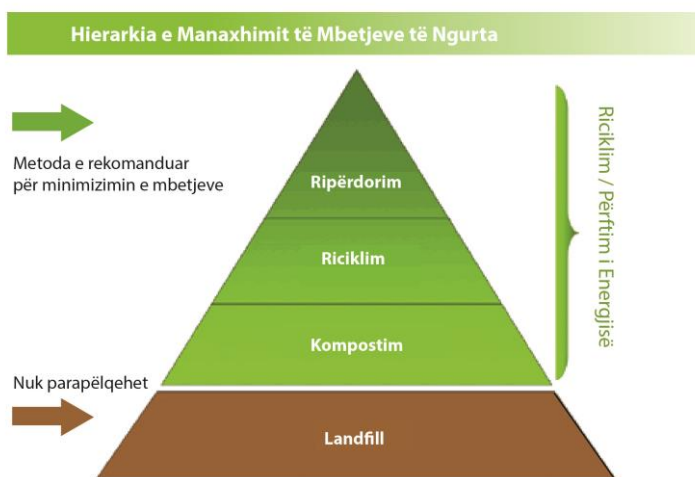 Hierarkia e Manaxhimit të Mbetjeve të Ngurta
Metoda e rekomanduar
për minimizimin e mbetjeve
Ripërdorim
Riciklim
Kompostim
Riciklim / Përftim i Energjisë
Nuk parapëlqehet
Landfill